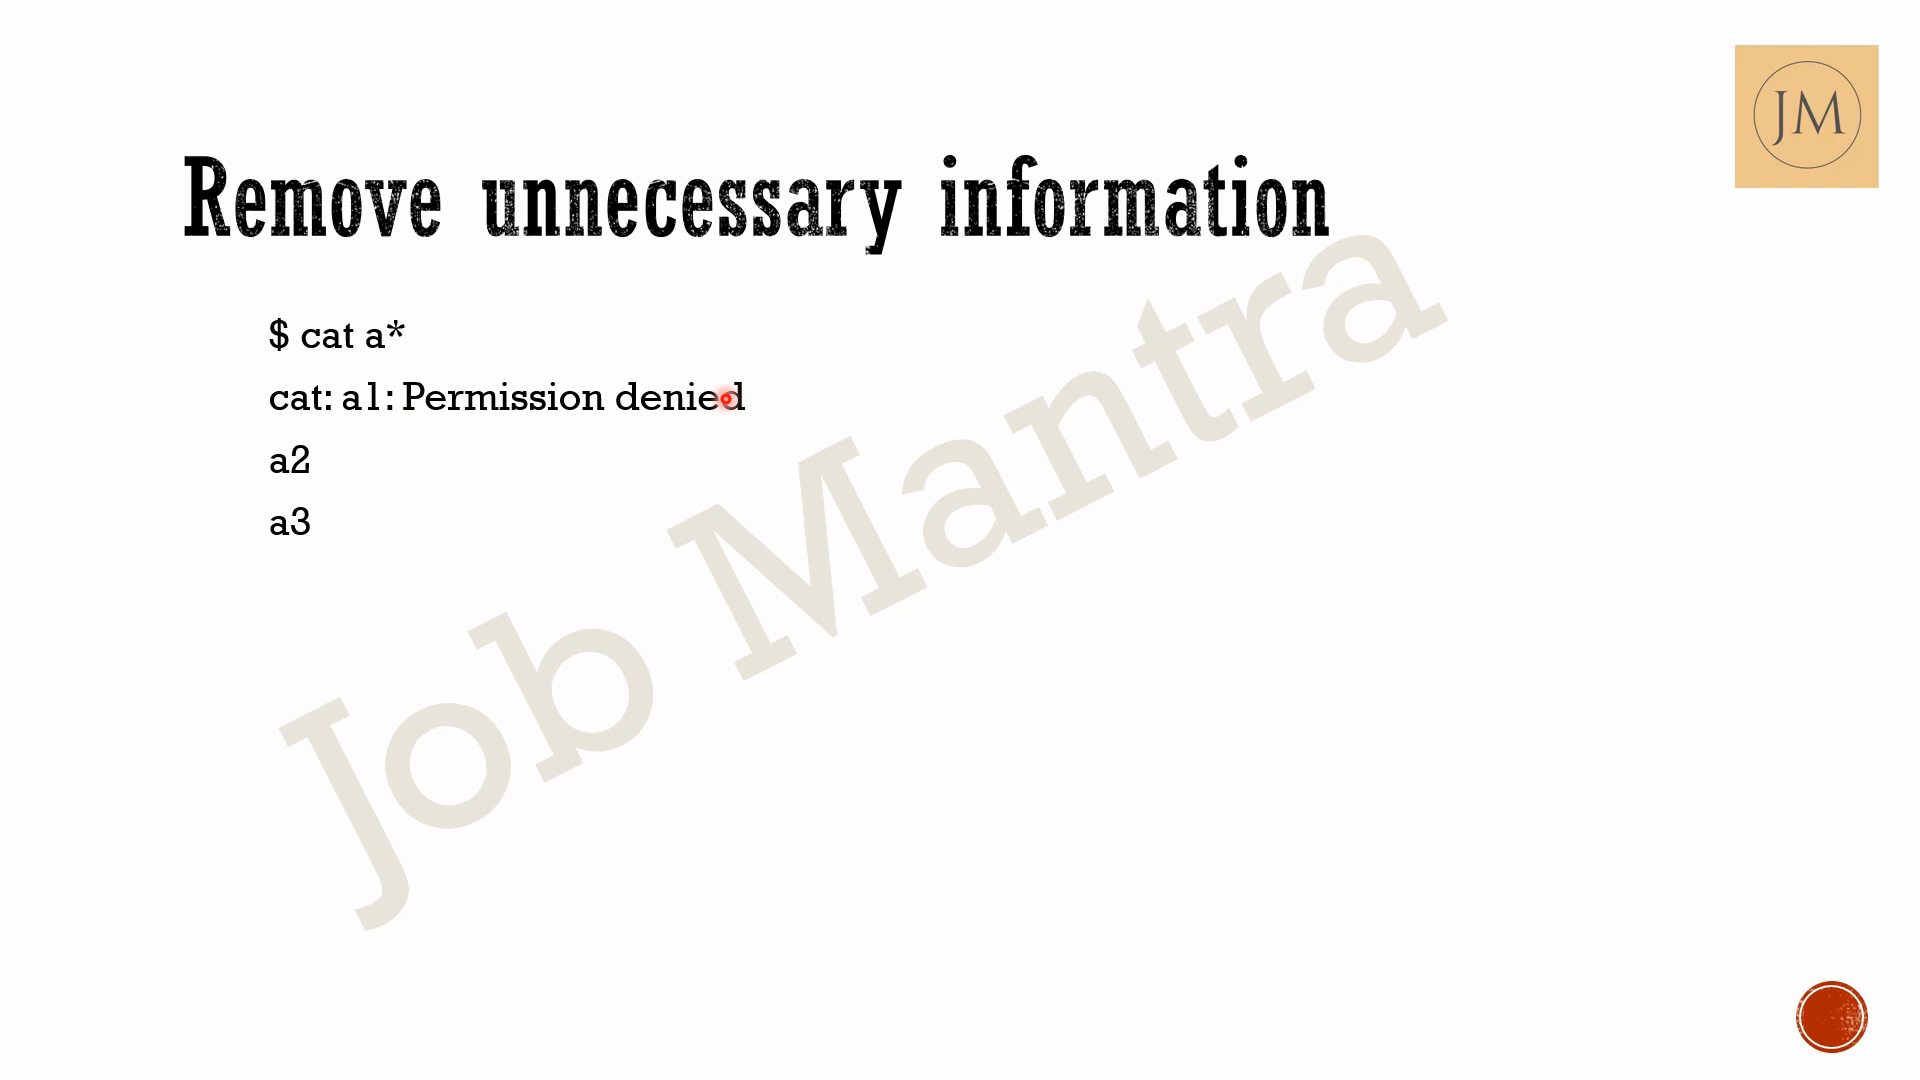 JM
Remove unnecessary information
$ cat a*
cat: a1: Permission denied
a2
a3
Job Mantra